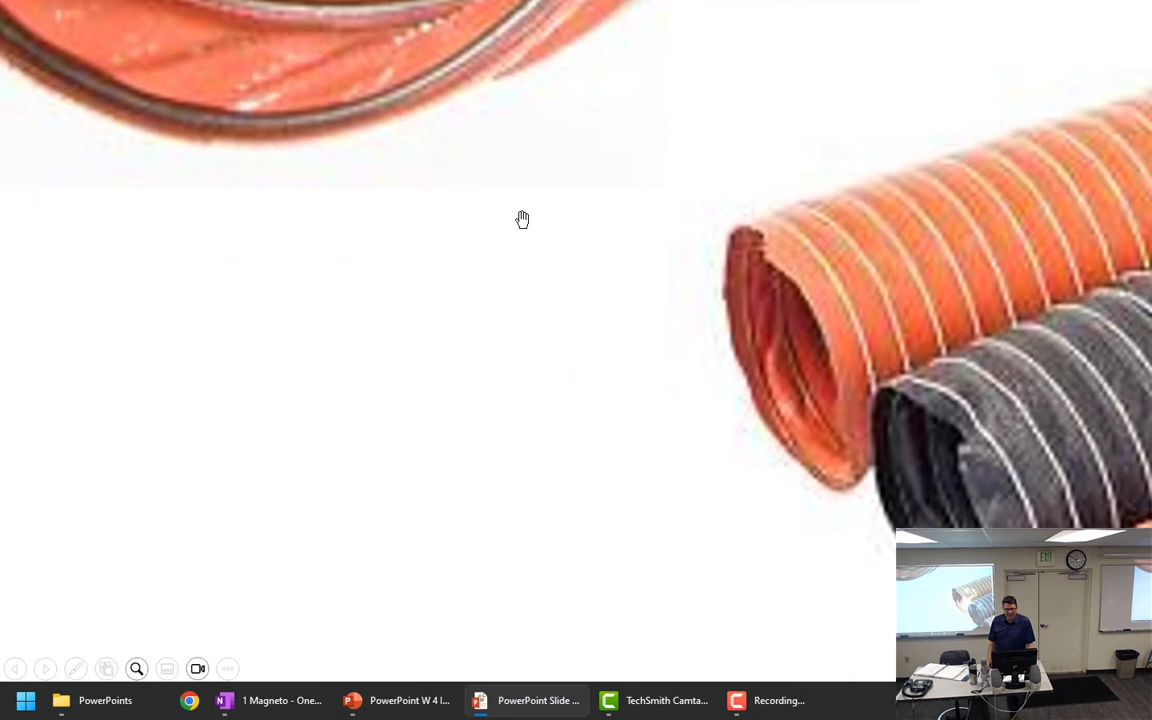 EXIT
PowerPoints
1 Magneto - One...
PowerPoint W 4 I...
PowerPoint Slide ...
TechSmith Camta...
Recording...